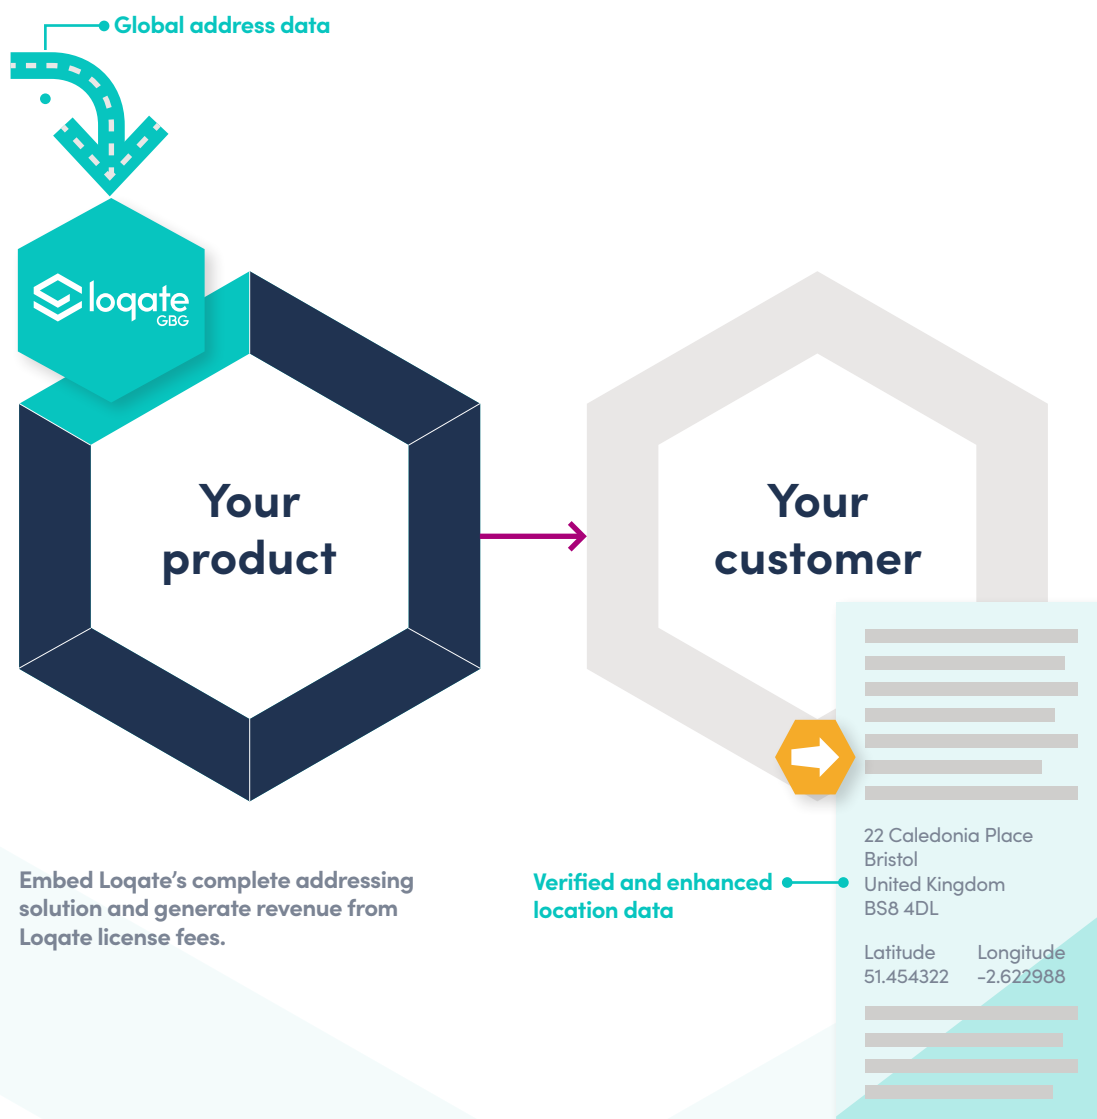 Global address data
loqate
GBG
Your
product
Your
customer
Embed Loqate’s complete addressing
solution and generate revenue from
Loqate license fees.
Verified and enhanced
location data
22 Caledonia Place
Bristol
United Kingdom
BS8 4DL
Latitude Longitude
51.454322 -2.622988